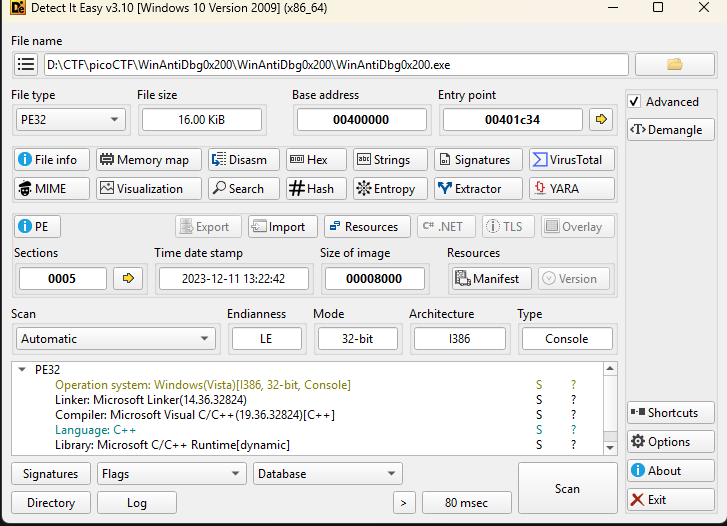 Detect It Easy v3.10 [Windows 10 Version 2009] (x86_64)
File name
D:\CTF\picoCTF\WinAntiDbg0x200\WinAntiDbg0x200\WinAntiDbg0x200.exe
File type File size Base address Entry point Advanced
PE32 16.00 KiB 00400000 00401c34 Demangle
File info Memory map Disasm Hex Strings Signatures VirusTotal
MIME Visualization Search Hash Entropy Extractor YARA
PE Export Import Resources C# .NET TLS Overlay
Sections Time date stamp Size of image Resources
0005 2023-12-11 13:22:42 00008000 Manifest Version
Scan Endianness Mode Architecture Type
Automatic LE 32-bit I386 Console
PE32
Operation system: Windows(Vista)[I386, 32-bit, Console] S ?
Linker: Microsoft Linker(14.36.32824) S ?
Compiler: Microsoft Visual C/C++(19.36.32824)[C++] S ?
Language: C++ S ?
Library: Microsoft C/C++ Runtime[dynamic] S ?
Shortcuts
Options
Signatures Flags Database Scan About
Directory Log > 80 msec Exit